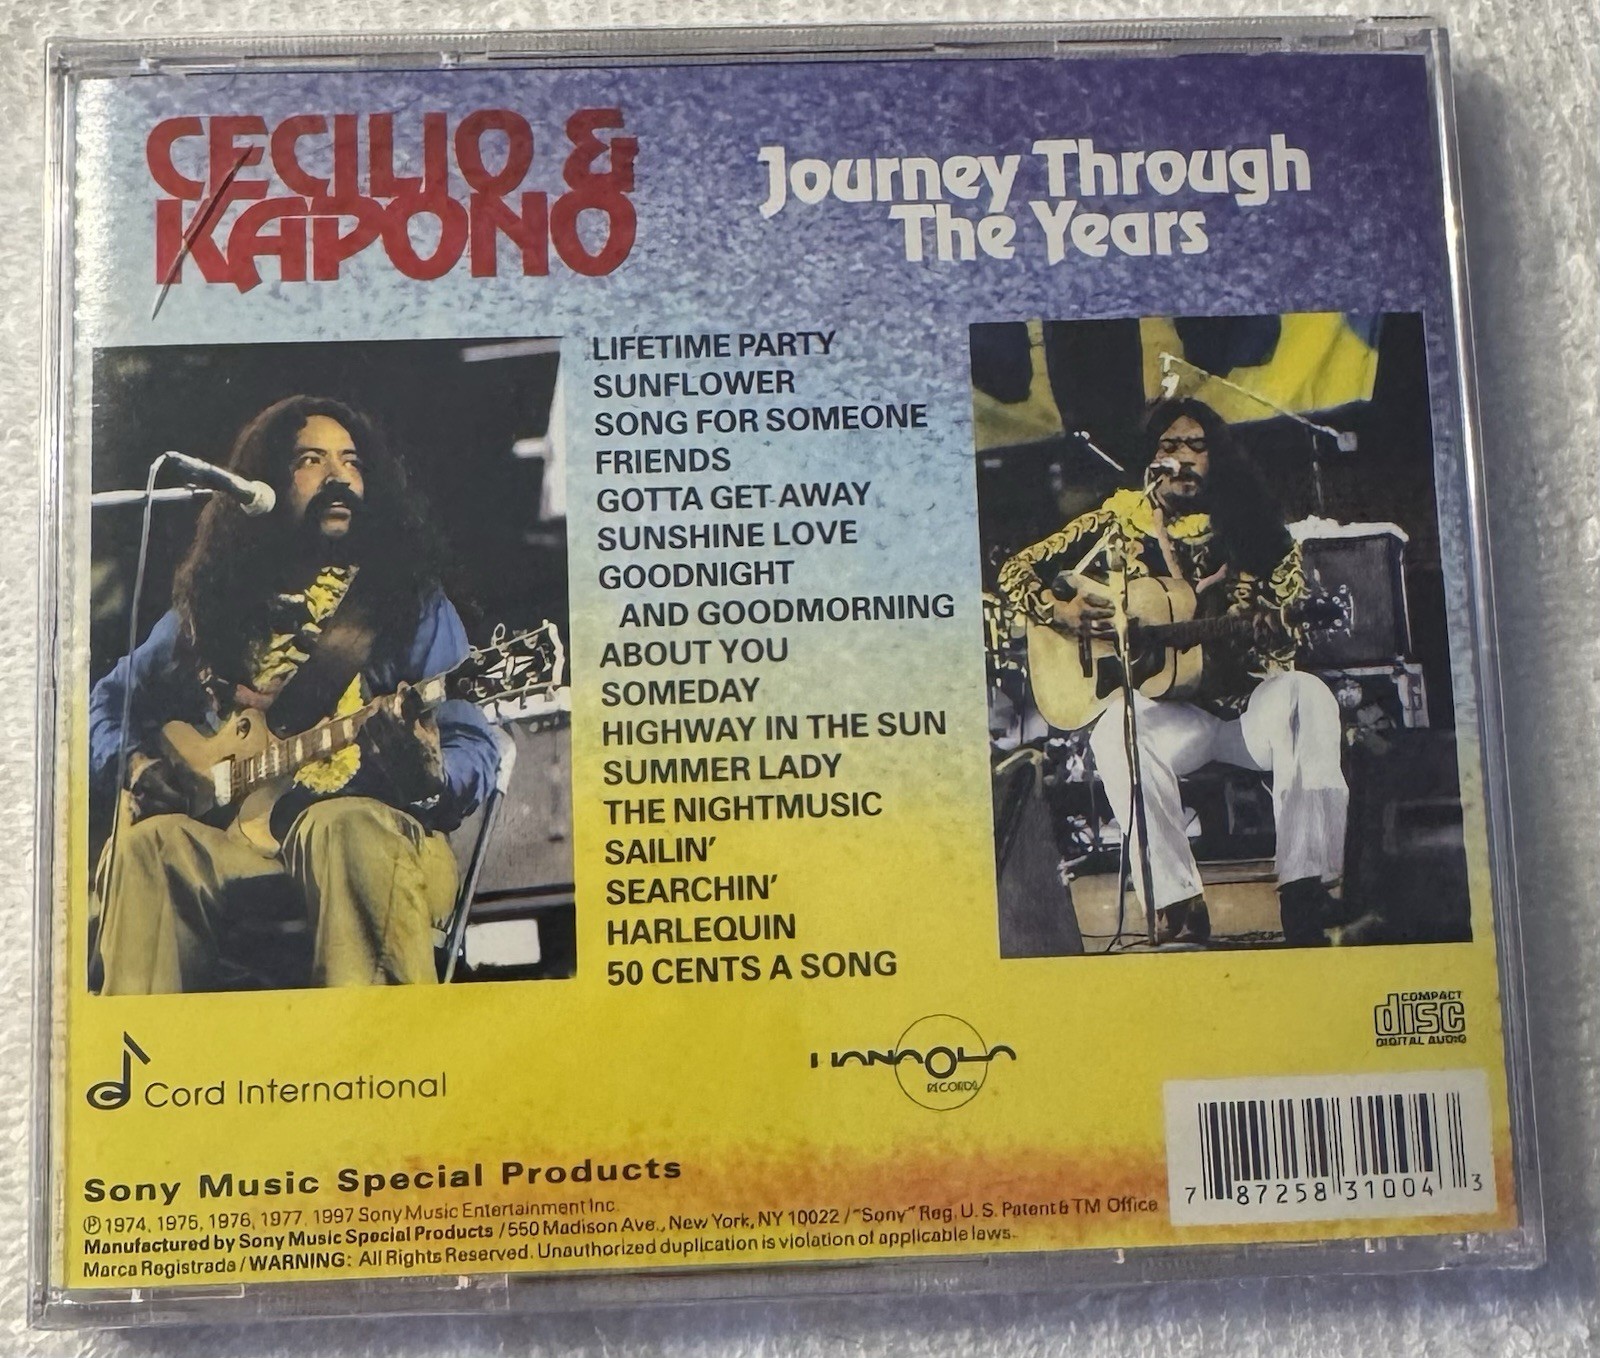 CECILIO &
KAPONO
Journey Through
The Years
LIFETIME PARTY
SUNFLOWER
SONG FOR SOMEONE
FRIENDS
GOTTA GET AWAY
SUNSHINE LOVE
GOODNIGHT
AND GOODMORNING
ABOUT YOU
SOMEDAY
HIGHWAY IN THE SUN
SUMMER LADY
THE NIGHTMUSIC
SAILIN'
SEARCHIN'
HARLEQUIN
50 CENTS A SONG
Cord International
HANAOLA
RECORDS
COMPACT
disc
DIGITAL AUDIO
Sony Music Special Products
℗ 1974, 1975, 1976, 1977, 1997 Sony Music Entertainment Inc.
Manufactured by Sony Music Special Products / 550 Madison Ave., New York, NY 10022 / "Sony" Reg. U.S. Patent & TM Office
Marca Registrada / WARNING: All Rights Reserved. Unauthorized duplication is violation of applicable laws.
7 87258 31004 3